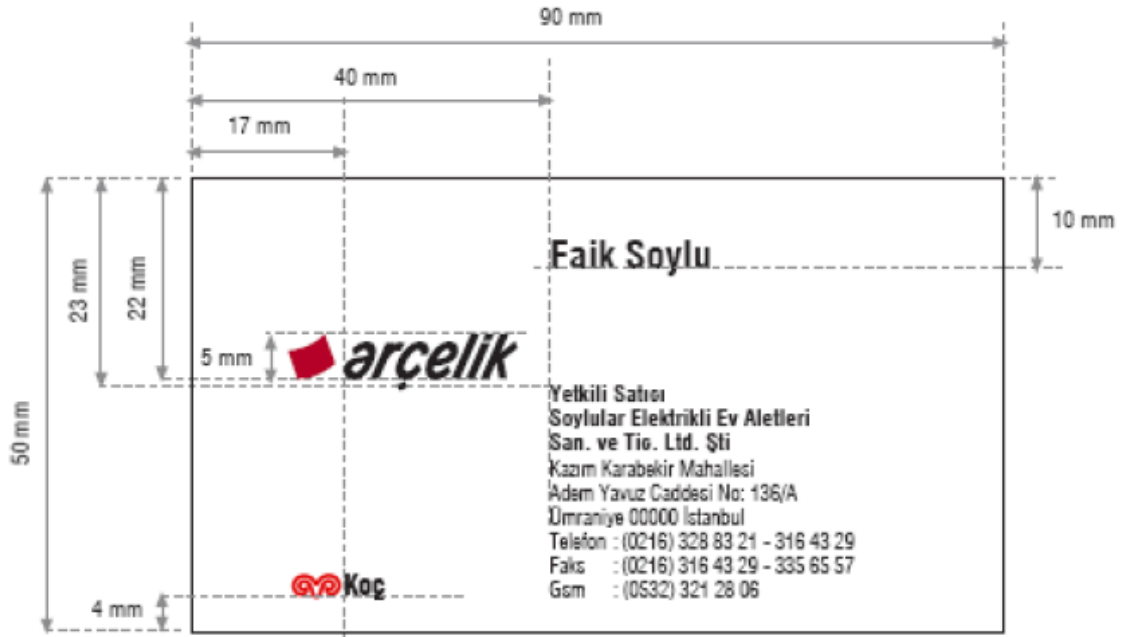 90 mm
40 mm
17 mm
10 mm
23 mm
22 mm
5 mm
50 mm
4 mm
Faik Soylu
arçelik
Yetkili Satıcı
Soylular Elektrikli Ev Aletleri
San. ve Tic. Ltd. Şti
Kazım Karabekir Mahallesi
Adem Yavuz Caddesi No: 136/A
Ümraniye 00000 İstanbul
Telefon : (0216) 328 83 21 - 316 43 29
Faks : (0216) 316 43 29 - 335 65 57
Gsm : (0532) 321 28 06
Koç